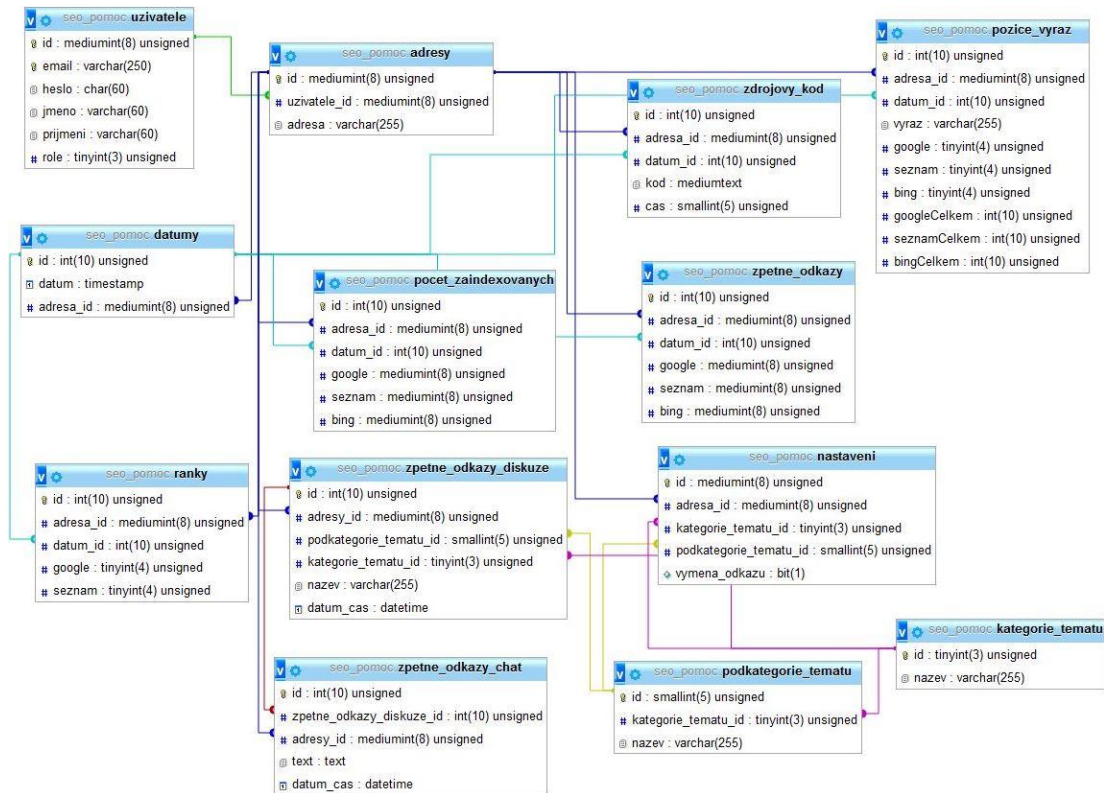 seo_pomoc uzivatele
id : mediumint(8) unsigned
email : varchar(250)
heslo : char(60)
jmeno : varchar(60)
prijmeni : varchar(60)
role : tinyint(3) unsigned
seo_pomoc adresy
id : mediumint(8) unsigned
uzivatele_id : mediumint(8) unsigned
adresa : varchar(255)
seo_pomoc zdrojovy_kod
id : int(10) unsigned
adresa_id : mediumint(8) unsigned
datum_id : int(10) unsigned
kod : mediumtext
cas : smallint(5) unsigned
seo_pomoc pozice_vyraz
id : int(10) unsigned
adresa_id : mediumint(8) unsigned
datum_id : int(10) unsigned
vyraz : varchar(255)
google : tinyint(4) unsigned
seznam : tinyint(4) unsigned
bing : tinyint(4) unsigned
googleCelkem : int(10) unsigned
seznamCelkem : int(10) unsigned
bingCelkem : int(10) unsigned
seo_pomoc datumy
id : int(10) unsigned
datum : timestamp
adresa_id : mediumint(8) unsigned
seo_pomoc pocet_zaindexovanych
id : int(10) unsigned
adresa_id : mediumint(8) unsigned
datum_id : int(10) unsigned
google : mediumint(8) unsigned
seznam : mediumint(8) unsigned
bing : mediumint(8) unsigned
seo_pomoc zpetne_odkazy
id : int(10) unsigned
adresa_id : mediumint(8) unsigned
datum_id : int(10) unsigned
google : mediumint(8) unsigned
seznam : mediumint(8) unsigned
bing : mediumint(8) unsigned
seo_pomoc ranky
id : int(10) unsigned
adresa_id : mediumint(8) unsigned
datum_id : int(10) unsigned
google : tinyint(4) unsigned
seznam : tinyint(4) unsigned
seo_pomoc zpetne_odkazy_diskuze
id : int(10) unsigned
adresy_id : mediumint(8) unsigned
podkategorie_tematu_id : smallint(5) unsigned
kategorie_tematu_id : tinyint(3) unsigned
nazev : varchar(255)
datum_cas : datetime
seo_pomoc nastaveni
id : mediumint(8) unsigned
adresa_id : mediumint(8) unsigned
kategorie_tematu_id : tinyint(3) unsigned
podkategorie_tematu_id : smallint(5) unsigned
vymena_odkazu : bit(1)
seo_pomoc kategorie_tematu
id : tinyint(3) unsigned
nazev : varchar(255)
seo_pomoc zpetne_odkazy_chat
id : int(10) unsigned
zpetne_odkazy_diskuze_id : int(10) unsigned
adresy_id : mediumint(8) unsigned
text : text
datum_cas : datetime
seo_pomoc podkategorie_tematu
id : smallint(5) unsigned
kategorie_tematu_id : tinyint(3) unsigned
nazev : varchar(255)